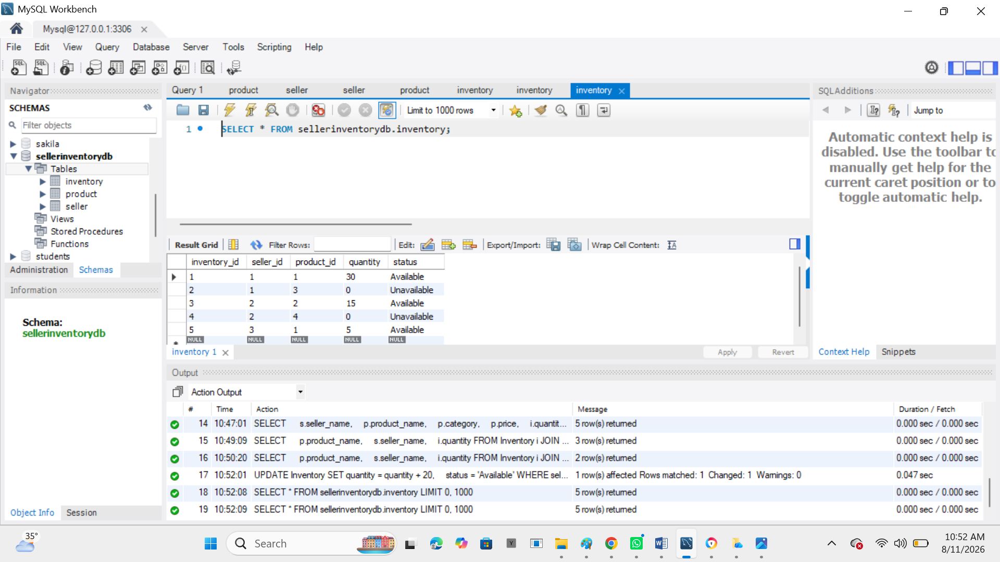 MySQL Workbench
Mysql@127.0.0.1:3306
File Edit View Query Database Server Tools Scripting Help
Navigator
SCHEMAS
Filter objects
sakila
sellerinventorydb
Tables
inventory
product
seller
Views
Stored Procedures
Functions
students
Administration Schemas
Information
Schema:
sellerinventorydb
Object Info Session
Query 1 product seller seller product inventory inventory inventory
Limit to 1000 rows
1 SELECT * FROM sellerinventorydb.inventory;
Result Grid Filter Rows: Edit: Export/Import: Wrap Cell Content:
inventory_id seller_id product_id quantity status
1 1 1 30 Available
2 1 3 0 Unavailable
3 2 2 15 Available
4 2 4 0 Unavailable
5 3 1 5 Available
NULL NULL NULL NULL NULL
inventory 1
Apply Revert
SQLAdditions
Jump to
Automatic context help is
disabled. Use the toolbar to
manually get help for the
current caret position or to
toggle automatic help.
Context Help Snippets
Output
Action Output
# Time Action Message Duration / Fetch
14 10:47:01 SELECT s.seller_name, p.product_name, p.category, p.price, i.quantit... 5 row(s) returned 0.000 sec / 0.000 sec
15 10:49:09 SELECT p.product_name, s.seller_name, i.quantity FROM Inventory i JOIN ... 3 row(s) returned 0.000 sec / 0.000 sec
16 10:50:20 SELECT p.product_name, s.seller_name, i.quantity FROM Inventory i JOIN ... 2 row(s) returned 0.000 sec / 0.000 sec
17 10:52:01 UPDATE Inventory SET quantity = quantity + 20, status = 'Available' WHERE sel... 1 row(s) affected Rows matched: 1 Changed: 1 Warnings: 0 0.047 sec
18 10:52:08 SELECT * FROM sellerinventorydb.inventory LIMIT 0, 1000 5 row(s) returned 0.000 sec / 0.000 sec
19 10:52:09 SELECT * FROM sellerinventorydb.inventory LIMIT 0, 1000 5 row(s) returned 0.000 sec / 0.000 sec
35°
Search
10:52 AM
8/11/2026